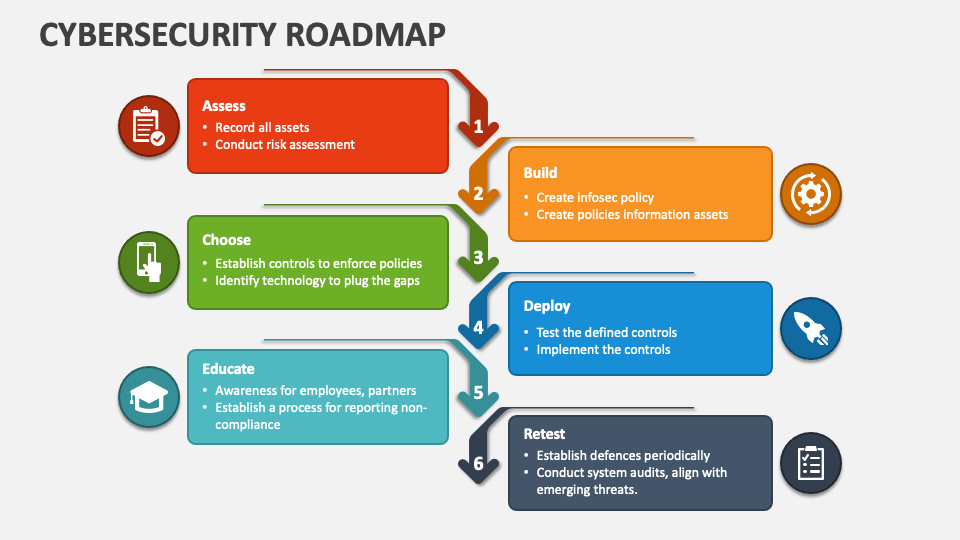 CYBERSECURITY ROADMAP
Assess
• Record all assets
• Conduct risk assessment
1
2
Build
• Create infosec policy
• Create policies information assets
Choose
• Establish controls to enforce policies
• Identify technology to plug the gaps
3
4
Deploy
• Test the defined controls
• Implement the controls
Educate
• Awareness for employees, partners
• Establish a process for reporting non-
compliance
5
6
Retest
• Establish defences periodically
• Conduct system audits, align with
emerging threats.